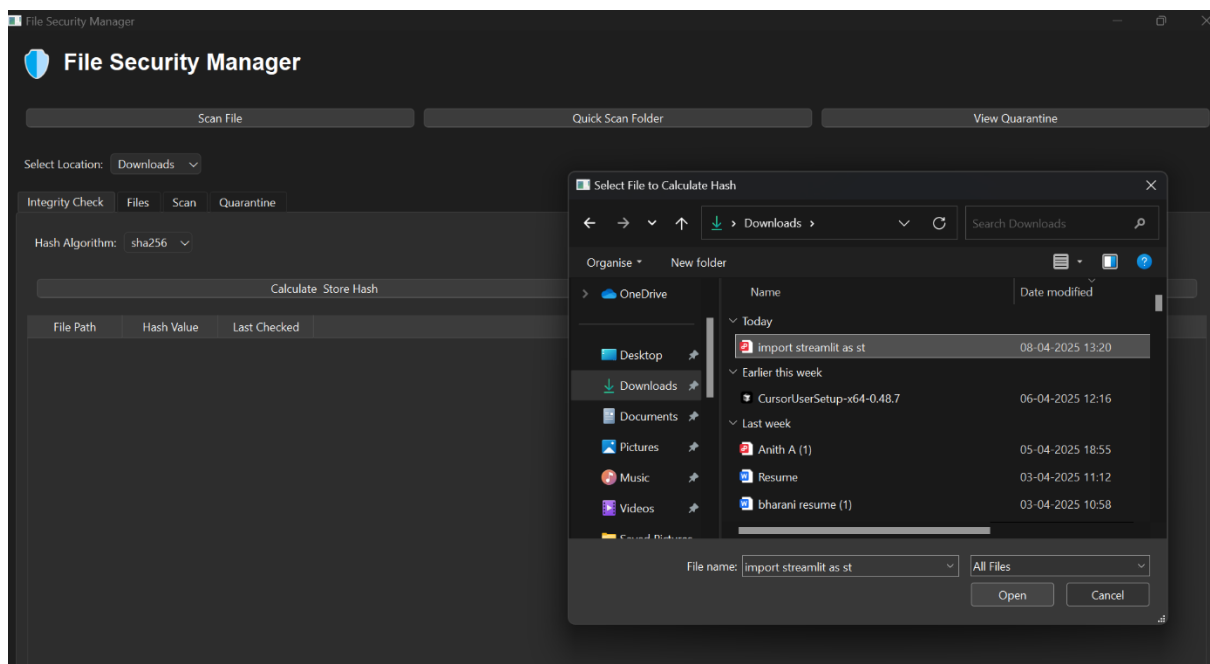 File Security Manager
File Security Manager
Scan File Quick Scan Folder View Quarantine
Select Location: Downloads
Integrity Check Files Scan Quarantine
Hash Algorithm: sha256
Calculate Store Hash
File Path Hash Value Last Checked
Select File to Calculate Hash
Downloads
Search Downloads
Organise New folder
OneDrive
Desktop
Downloads
Documents
Pictures
Music
Videos
Saved Pictures
Name Date modified
Today
import streamlit as st 08-04-2025 13:20
Earlier this week
CursorUserSetup-x64-0.48.7 06-04-2025 12:16
Last week
Anith A (1) 05-04-2025 18:55
Resume 03-04-2025 11:12
bharani resume (1) 03-04-2025 10:58
File name: import streamlit as st All Files
Open Cancel